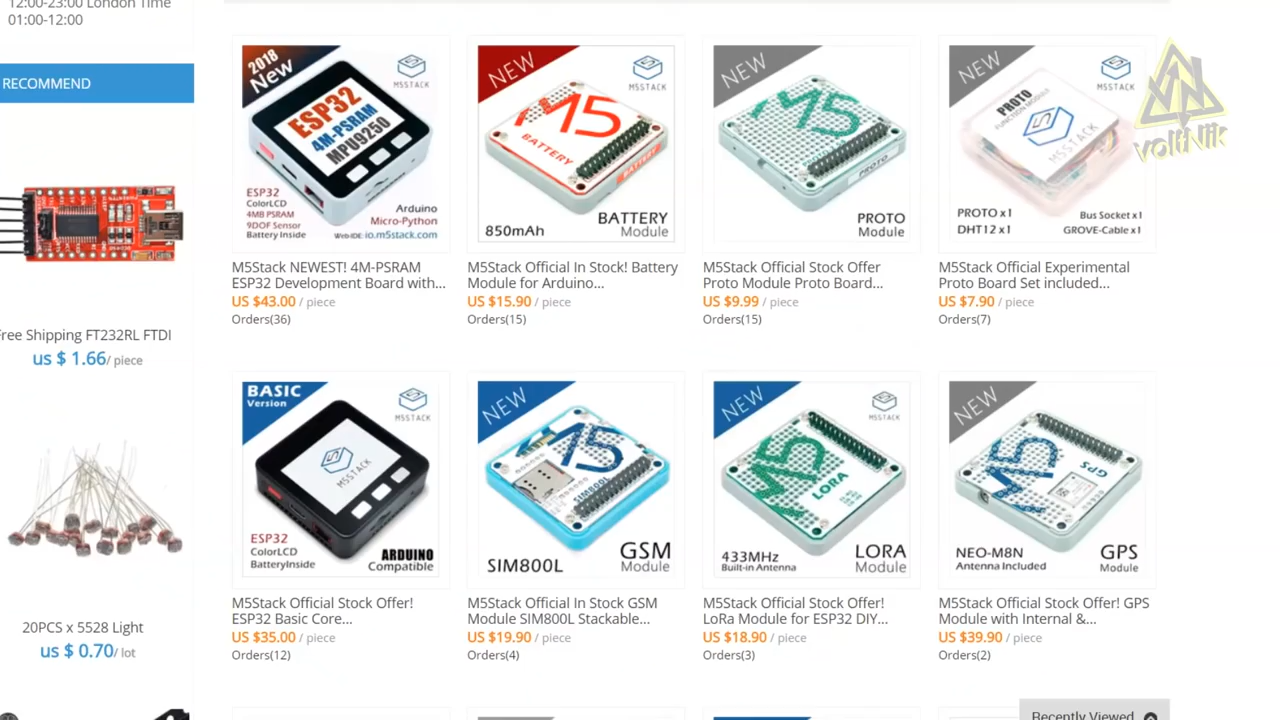 12:00-23:00 London Time
01:00-12:00
RECOMMEND
Free Shipping FT232RL FTDI
us $ 1.66/ piece
20PCS x 5528 Light
us $ 0.70/ lot
2018
New
M5STACK
ESP32
4M-PSRAM
MPU9250
ESP32
ColorLCD
4MB PSRAM
9DOF Sensor
Battery Inside
Arduino
Micro-Python
Web-IDE: io.m5stack.com
M5Stack NEWEST! 4M-PSRAM
ESP32 Development Board with...
US $43.00 / piece
Orders(36)
NEW
M5STACK
M5
BATTERY
BATTERY
850mAh
BATTERY
Module
M5Stack Official In Stock! Battery
Module for Arduino...
US $15.90 / piece
Orders(15)
NEW
M5STACK
M5
PROTO
PROTO
Module
M5Stack Official Stock Offer
Proto Module Proto Board...
US $9.99 / piece
Orders(15)
NEW
M5STACK
PROTO
FUNCTION MODULE
M5STACK
PROTO x1
DHT12 x1
Bus Socket x1
GROVE-Cable x1
M5Stack Official Experimental
Proto Board Set included...
US $7.90 / piece
Orders(7)
voltNik
BASIC
Version
M5STACK
M5STACK
ESP32
ColorLCD
BatteryInside
ARDUINO
Compatible
M5Stack Official Stock Offer!
ESP32 Basic Core...
US $35.00 / piece
Orders(12)
NEW
M5STACK
M5
SIM800L
SIM800L
GSM
Module
M5Stack Official In Stock GSM
Module SIM800L Stackable...
US $19.90 / piece
Orders(4)
NEW
M5STACK
M5
LORA
433MHz
Built-in Antenna
LORA
Module
M5Stack Official Stock Offer!
LoRa Module for ESP32 DIY...
US $18.90 / piece
Orders(3)
NEW
M5STACK
M5
GPS
NEO-M8N
Antenna Included
GPS
Module
M5Stack Official Stock Offer! GPS
Module with Internal &...
US $39.90 / piece
Orders(2)
Recently Viewed